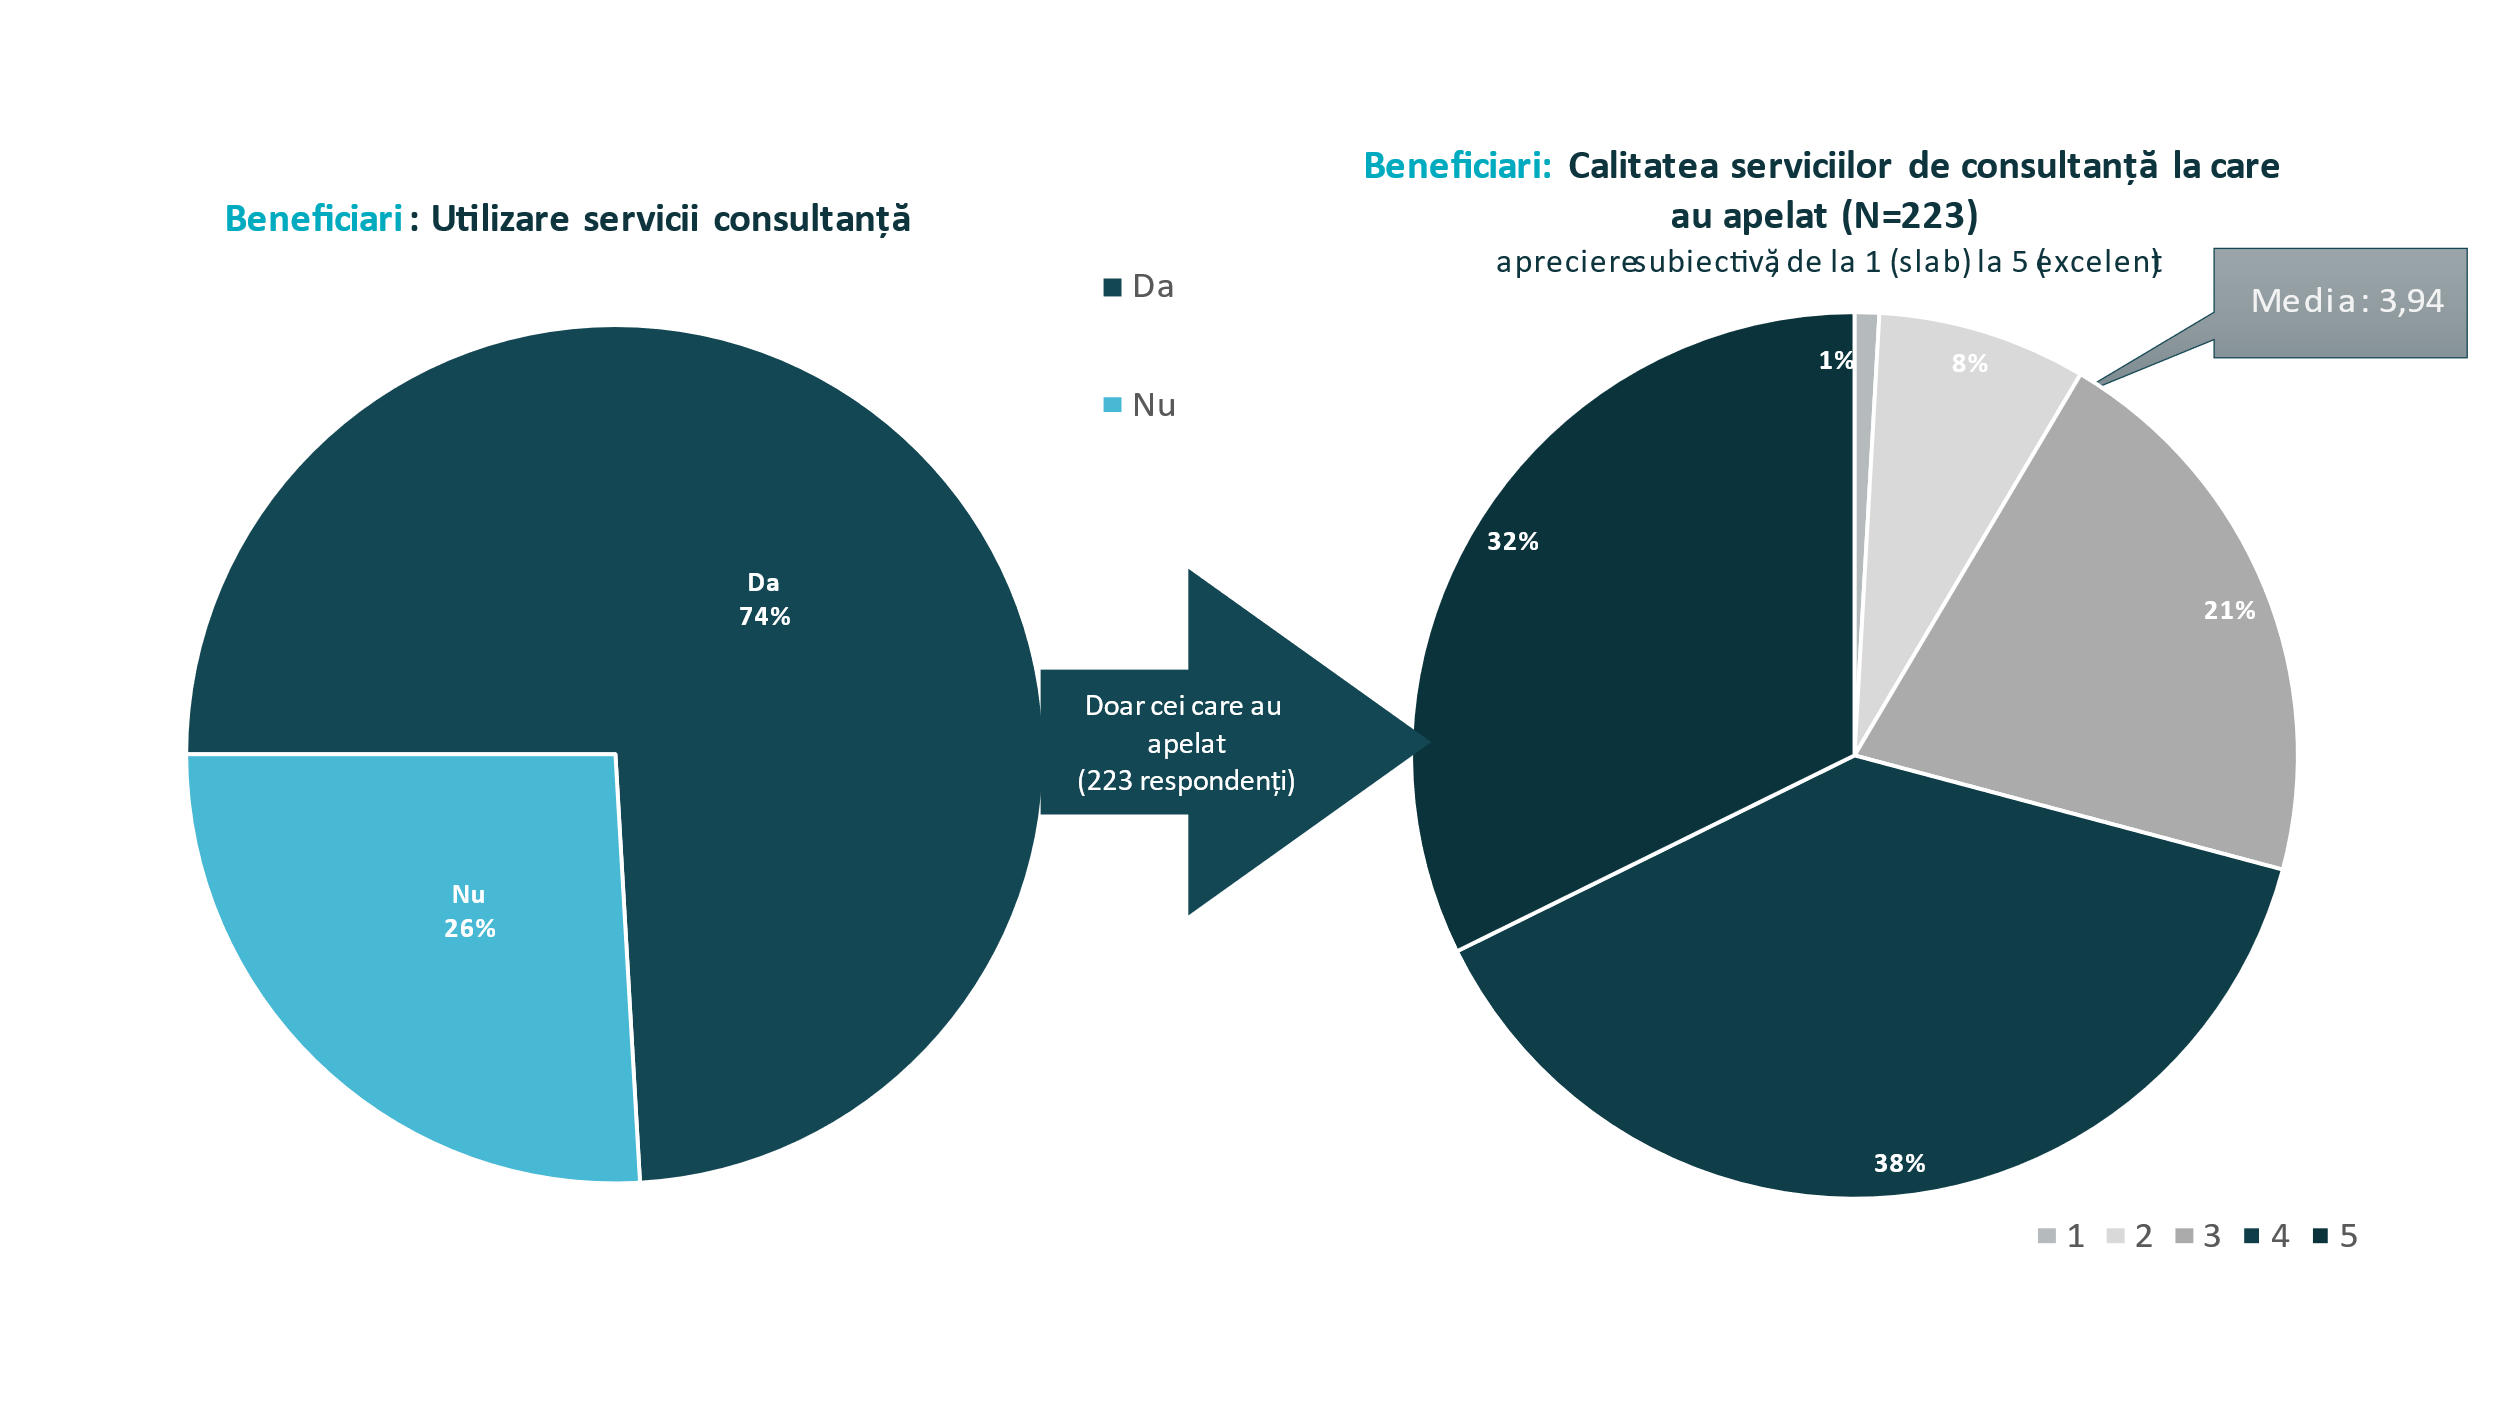 Beneficiari : Utilizare servicii consultanță
Da
Nu
Da
74%
Nu
26%
Doar cei care au
apelat
(223 respondenți)
Beneficiari: Calitatea serviciilor de consultanță la care
au apelat (N=223)
apreciere subiectivă, de la 1 (slab) la 5 (excelent)
Media: 3,94
1%
8%
21%
38%
32%
1 2 3 4 5